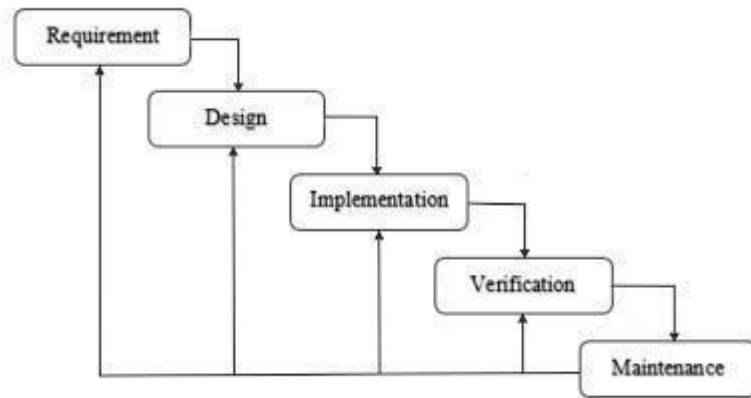 Requirement
Design
Implementation
Verification
Maintenance